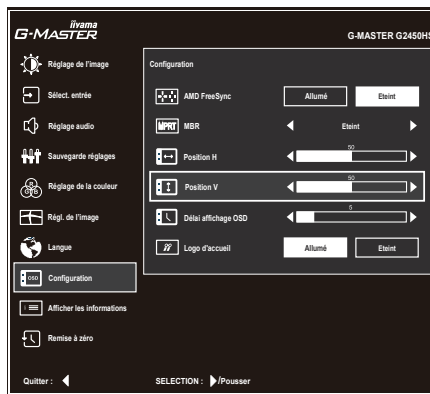 iiyama
G-MASTER
G-MASTER G2450HS
Réglage de l'image
Configuration
AMD FreeSync
Allumé
Eteint
Sélect. entrée
Réglage audio
MPRT
MBR
Eteint
Sauvegarde réglages
Position H
50
Réglage de la couleur
R
G B
Position V
50
Régl. de l'image
Délai affichage OSD
5
Langue
Logo d'accueil
Allumé
Eteint
OSD
Configuration
Afficher les informations
Remise à zéro
Quitter :
SELECTION : /Pousser